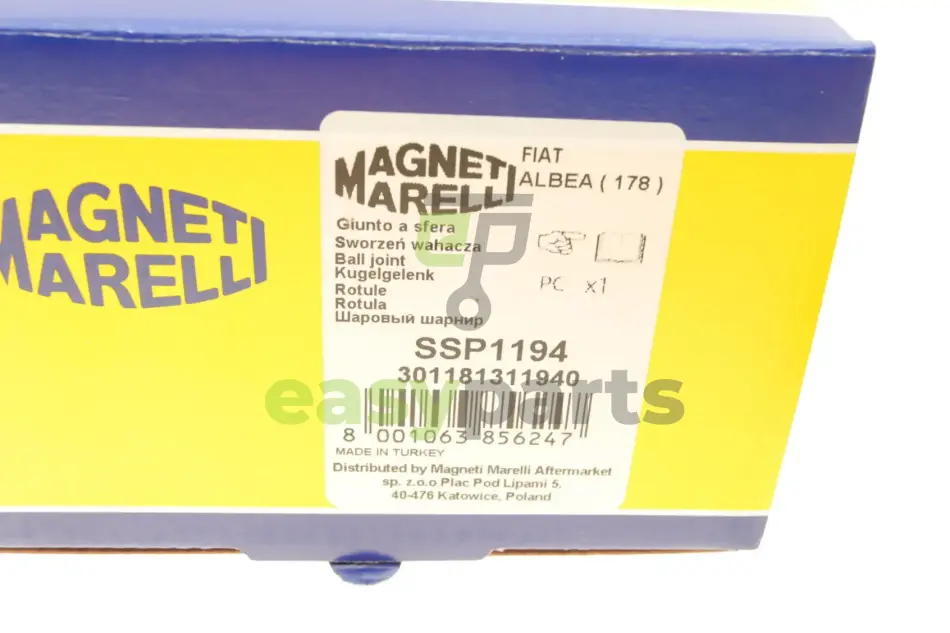 MAGNETI
MARELLI
MAGNETI
MARELLI
FIAT
ALBEA ( 178 )
Giunto a sfera
Sworzeń wahacza
Ball joint
Kugelgelenk
Rotule
Rotula
Шаровый шарнир
PC x1
SSP1194
301181311940
8 001063 856247
MADE IN TURKEY
Distributed by Magneti Marelli Aftermarket
sp. z.o.o Plac Pod Lipami 5,
40-476 Katowice, Poland
easyparts